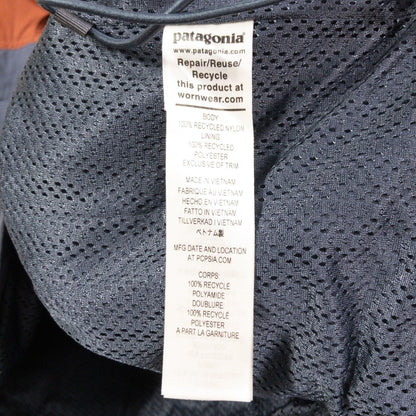 patagonia®
www.patagonia.com
Repair/Reuse/
Recycle
this product at
wornwear.com
BODY
100% RECYCLED NYLON
LINING
100% RECYCLED
POLYESTER
EXCLUSIVE OF TRIM
MADE IN VIETNAM
FABRIQUE AU VIETNAM
HECHO EN VIETNAM
FATTO IN VIETNAM
TILLVERKAD I VIETNAM
ベトナム製
MFG DATE AND LOCATION
AT POPSIA.COM
CORPS:
100% RECYCLE
POLYAMIDE
DOUBLURE
100% RECYCLE
POLYESTER
A PART LA GARNITURE